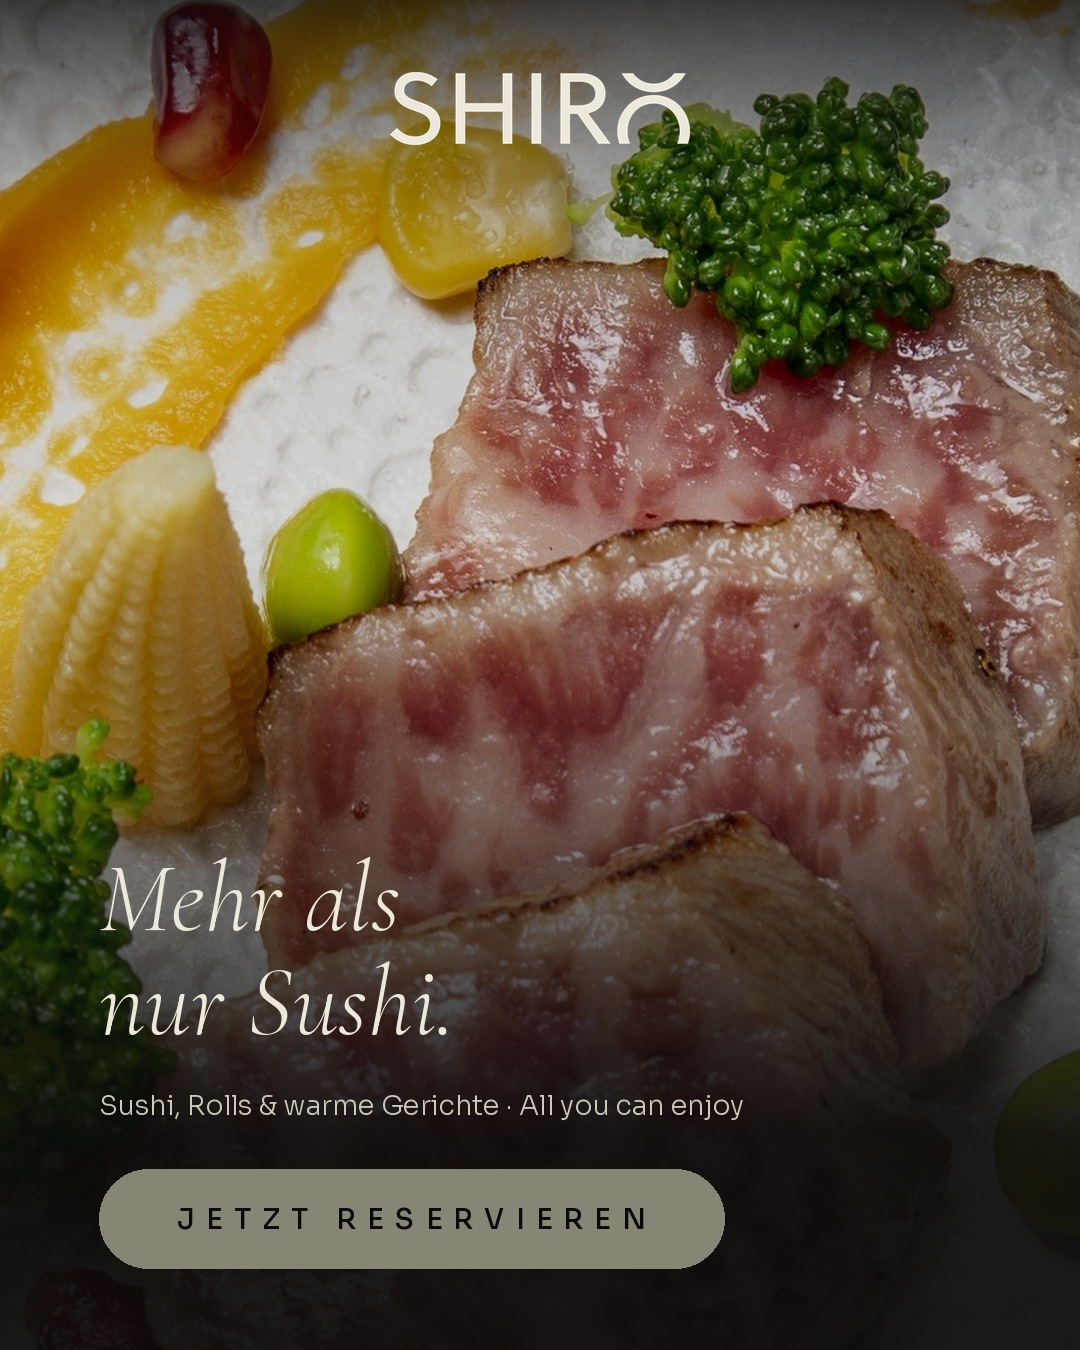 SHIRO
Mehr als
nur Sushi.
Sushi, Rolls & warme Gerichte · All you can enjoy
JETZT RESERVIEREN